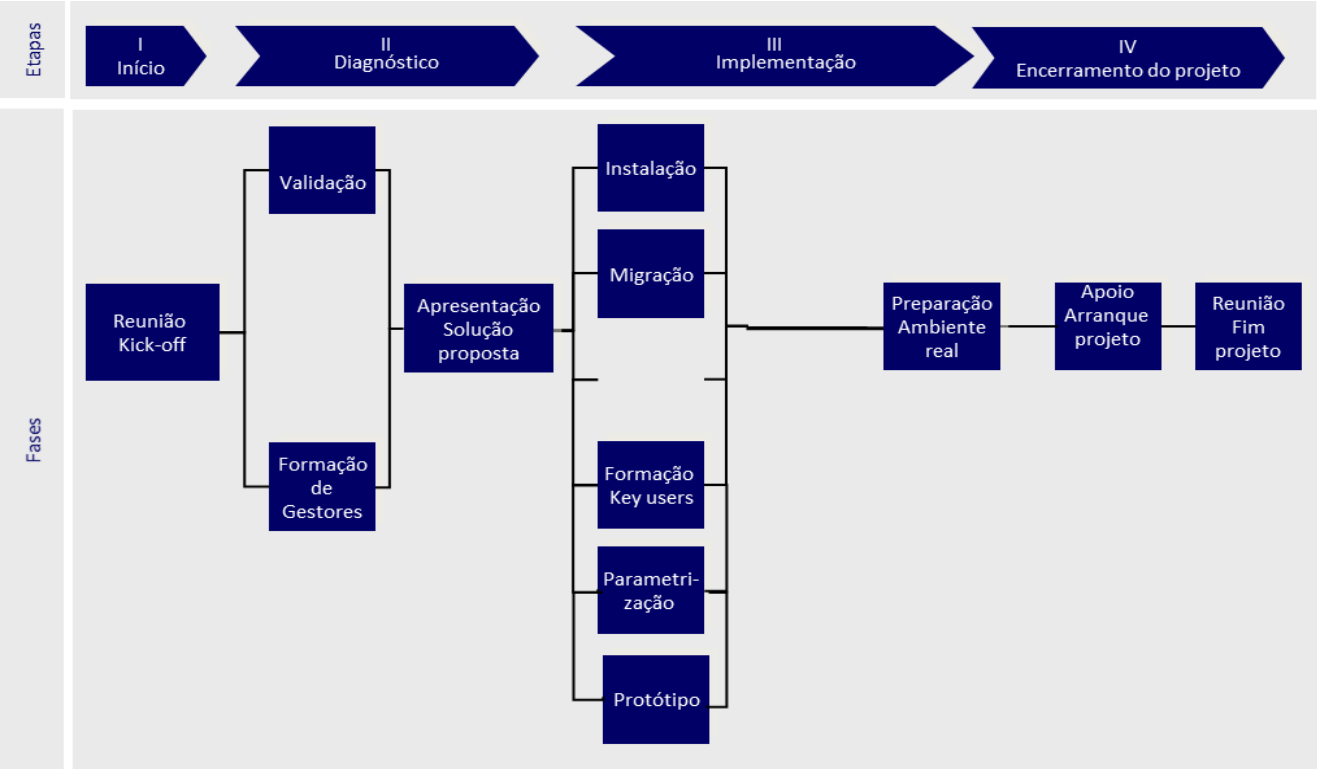 Etapas
I
Início
II
Diagnóstico
III
Implementação
IV
Encerramento do projeto
Fases
Reunião
Kick-off
Validação
Formação
de
Gestores
Apresentação
Solução
proposta
Instalação
Migração
Formação
Key users
Parametri-
zação
Protótipo
Preparação
Ambiente
real
Apoio
Arranque
projeto
Reunião
Fim
projeto